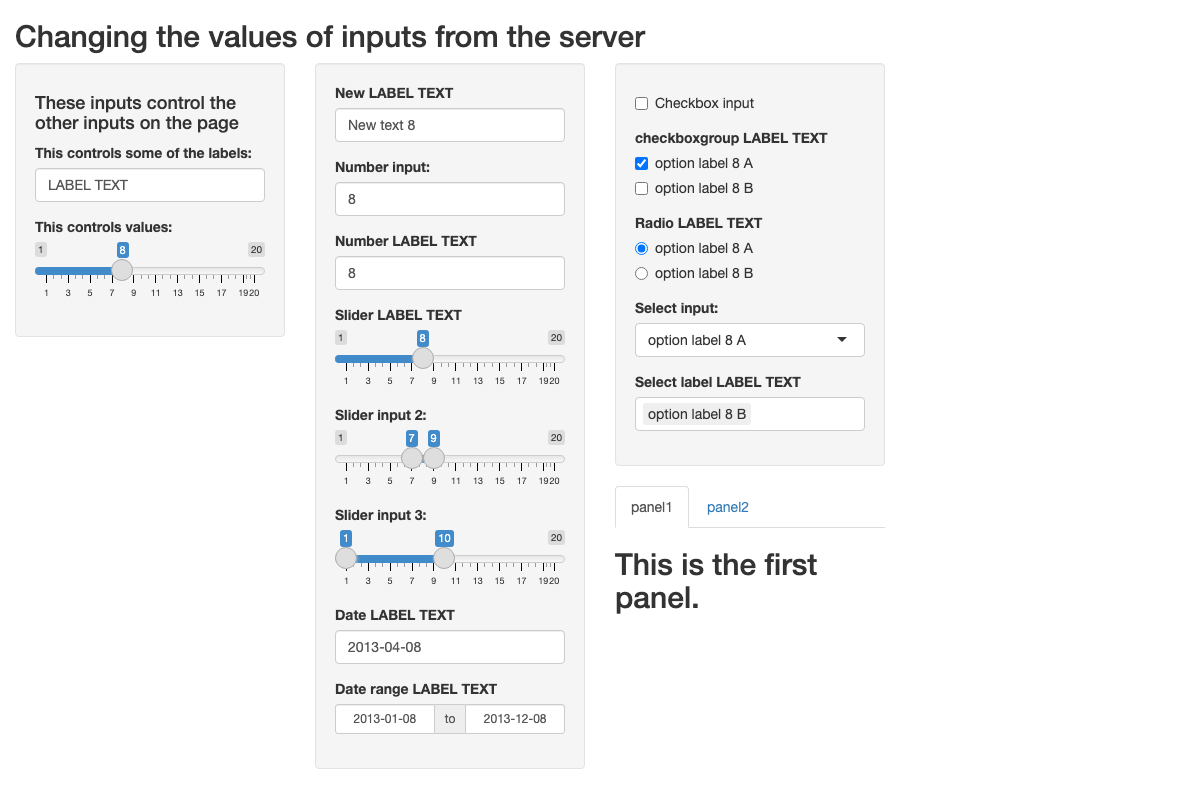 Changing the values of inputs from the server
These inputs control the
other inputs on the page
This controls some of the labels:
LABEL TEXT
This controls values:
1 8 20
1 3 5 7 9 11 13 15 17 19 20
New LABEL TEXT
New text 8
Number input:
8
Number LABEL TEXT
8
Slider LABEL TEXT
1 8 20
1 3 5 7 9 11 13 15 17 19 20
Slider input 2:
1 7 9 20
1 3 5 7 9 11 13 15 17 19 20
Slider input 3:
1 10 20
1 3 5 7 9 11 13 15 17 19 20
Date LABEL TEXT
2013-04-08
Date range LABEL TEXT
2013-01-08 to 2013-12-08
Checkbox input
checkboxgroup LABEL TEXT
option label 8 A
option label 8 B
Radio LABEL TEXT
option label 8 A
option label 8 B
Select input:
option label 8 A
Select label LABEL TEXT
option label 8 B
panel1 panel2
This is the first
panel.